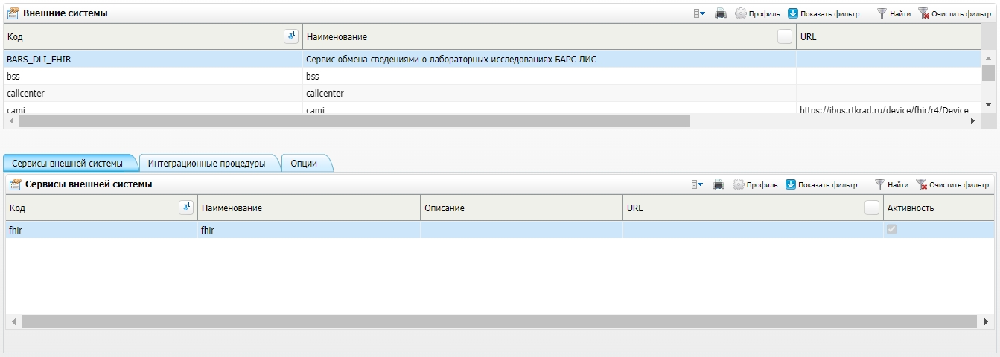 Внешние системы Профиль Показать фильтр Найти Очистить фильтр
Код 1 Наименование URL
BARS_DLI_FHIR Сервис обмена сведениями о лабораторных исследованиях БАРС ЛИС
bss bss
callcenter callcenter
cami cami https://ibus.rtkrad.ru/device/fhir/r4/Device
Сервисы внешней системы Интеграционные процедуры Опции
Сервисы внешней системы Профиль Показать фильтр Найти Очистить фильтр
Код 1 Наименование Описание URL Активность
fhir fhir